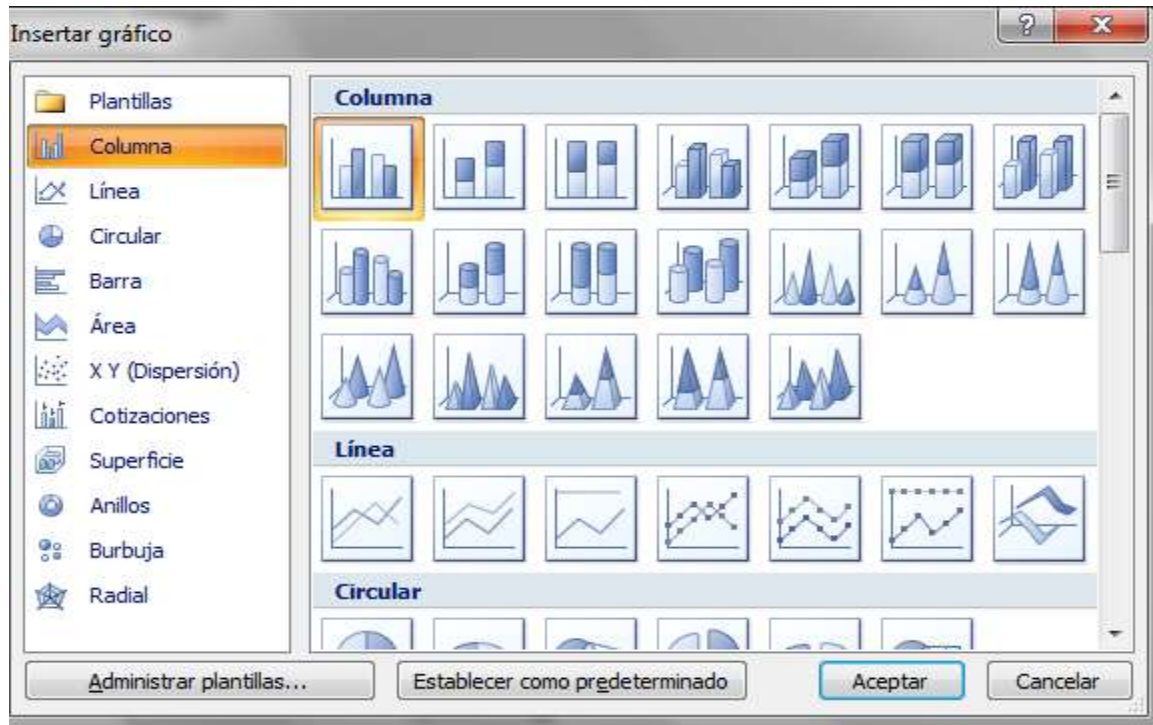 Insertar gráfico
Plantillas
Columna
Línea
Circular
Barra
Área
X Y (Dispersión)
Cotizaciones
Superficie
Anillos
Burbuja
Radial
Columna
Línea
Circular
Administrar plantillas...
Establecer como predeterminado
Aceptar
Cancelar